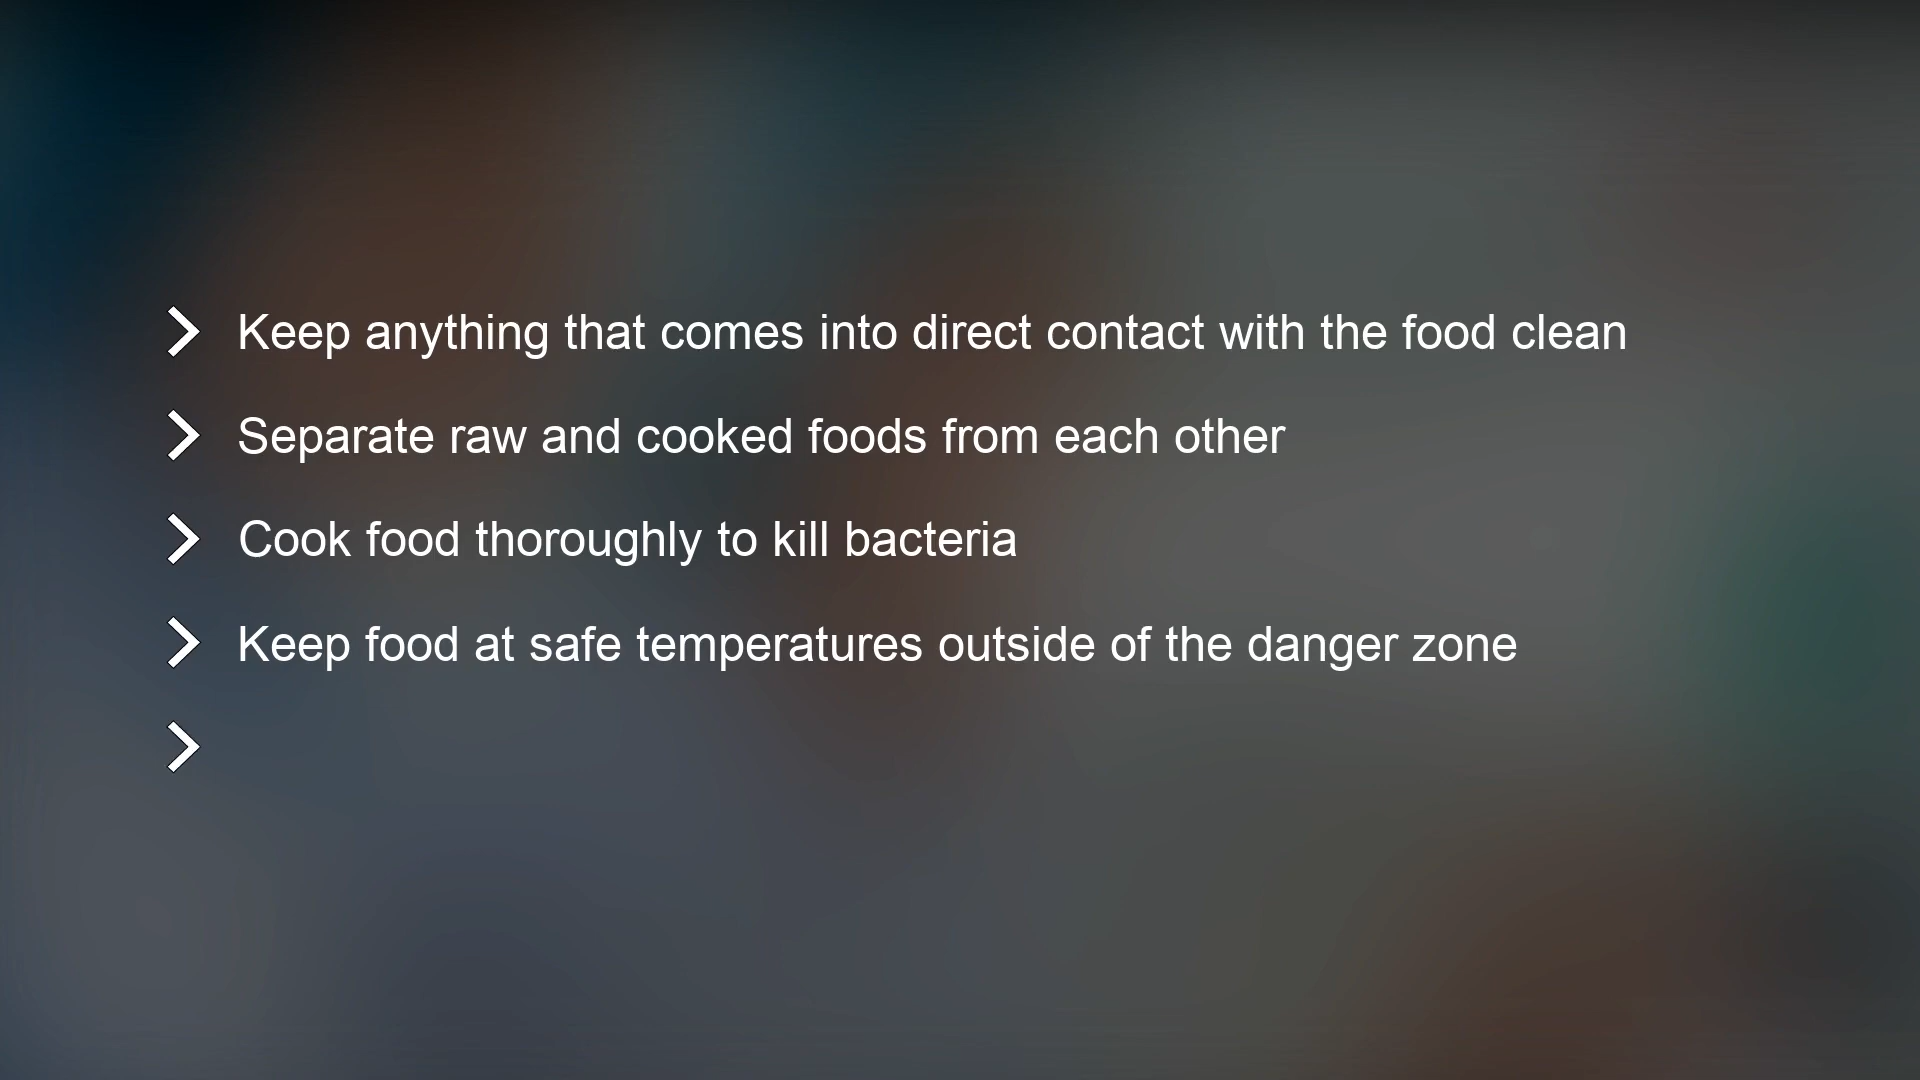 Keep anything that comes into direct contact with the food clean
Separate raw and cooked foods from each other
Cook food thoroughly to kill bacteria
Keep food at safe temperatures outside of the danger zone